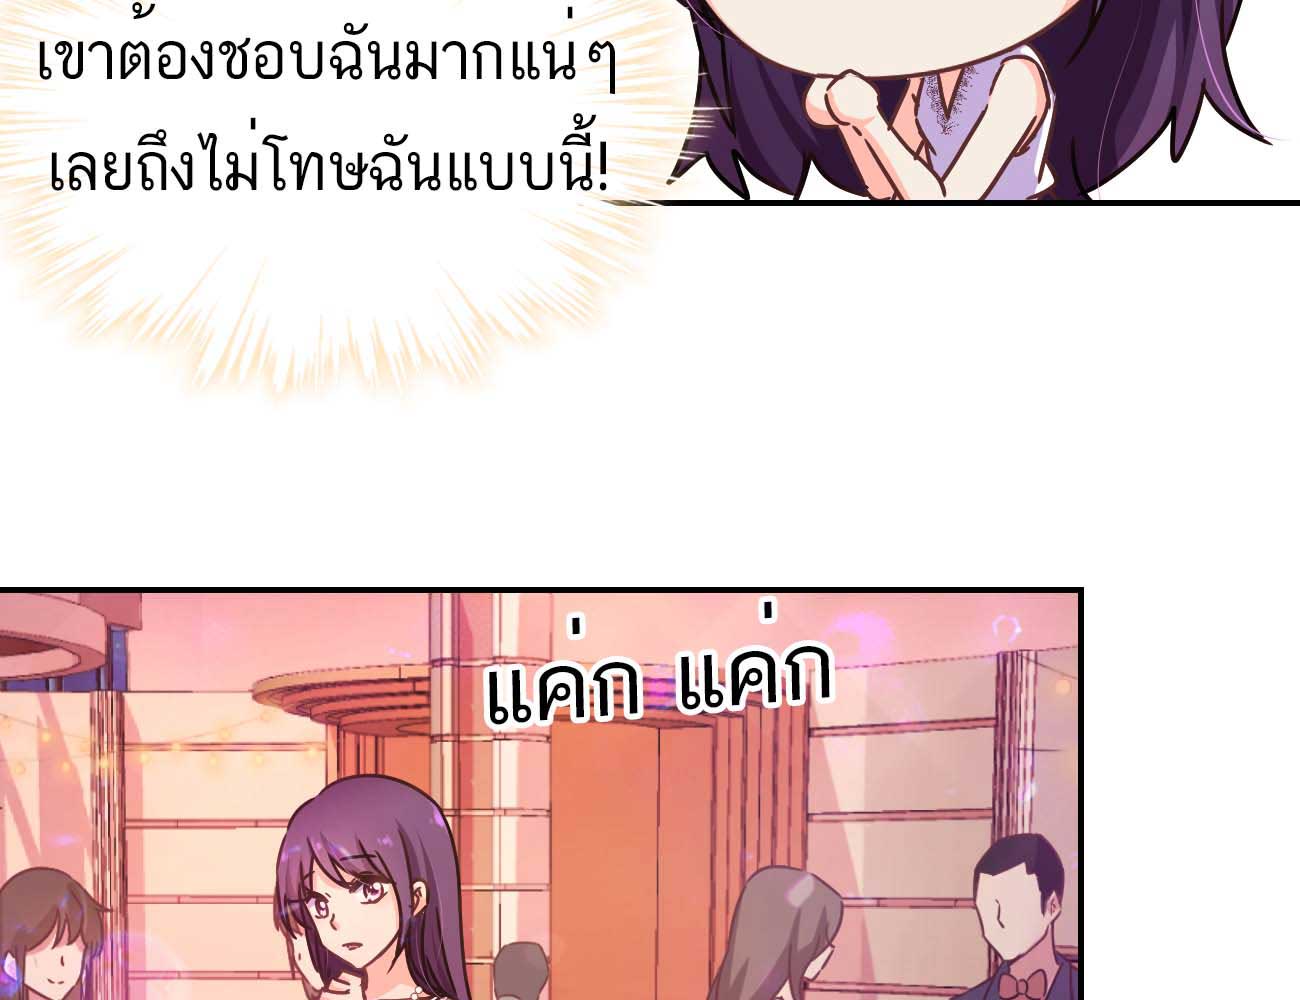 เขาต้องชอบฉันมากแน่ๆ
เลยถึงไม่โทษฉันแบบนี้!
แค่ก แค่ก